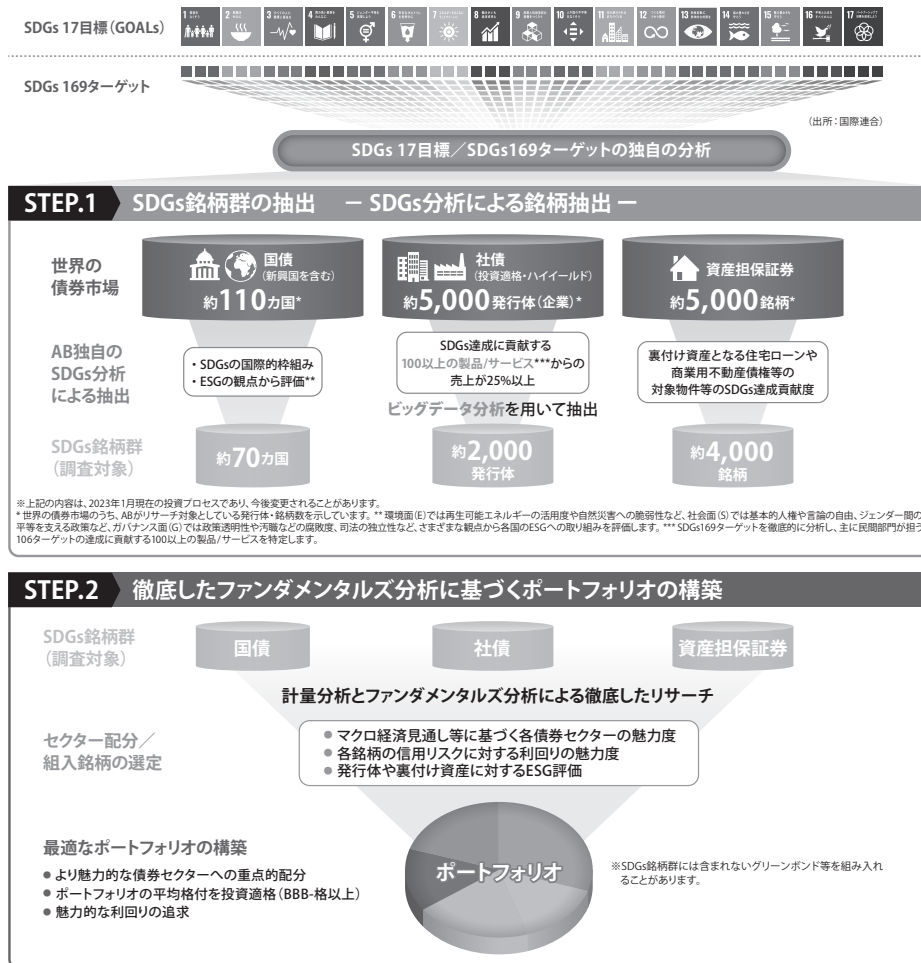 SDGs 17目標（GOALS）
1 2 3 4 5 6 7 8 9 10 11 12 13 14 15 16 17
SDGs 169ターゲット
（出所：国際連合）
SDGs 17目標／SDGs169ターゲットの独自の分析
STEP.1 SDGs銘柄群の抽出 － SDGs分析による銘柄抽出 －
世界の
債券市場
国債
（新興国を含む）
約110カ国*
社債
（投資適格・ハイイールド）
約5,000発行体（企業）*
資産担保証券
約5,000銘柄*
AB独自の
SDGs分析
による抽出
・SDGsの国際的枠組み
・ESGの観点から評価**
SDGs達成に貢献する
100以上の製品/サービス***からの
売上が25%以上
ビッグデータ分析を用いて抽出
裏付け資産となる住宅ローンや
商業用不動産債権等の
対象物件等のSDGs達成貢献度
SDGs銘柄群
（調査対象）
約70カ国
約2,000
発行体
約4,000
銘柄
※上記の内容は、2023年1月現在の投資プロセスであり、今後変更されることがあります。
* 世界の債券市場のうち、ABがリサーチ対象としている発行体・銘柄数を示しています。 ** 環境面（E）では再生可能エネルギーの活用度や自然災害への脆弱性など、社会面（S）では基本的人権や言論の自由、ジェンダー間の
平等を支える政策など、ガバナンス面（G）では政策透明性や汚職などの腐敗度、司法の独立性など、さまざまな観点から各国のESGへの取り組みを評価します。 *** SDGs169ターゲットを徹底的に分析し、主に民間部門が担う
106ターゲットの達成に貢献する100以上の製品/サービスを特定します。
STEP.2 徹底したファンダメンタルズ分析に基づくポートフォリオの構築
SDGs銘柄群
（調査対象）
国債
社債
資産担保証券
計量分析とファンダメンタルズ分析による徹底したリサーチ
セクター配分／
組入銘柄の選定
● マクロ経済見通し等に基づく各債券セクターの魅力度
● 各銘柄の信用リスクに対する利回りの魅力度
● 発行体や裏付け資産に対するESG評価
最適なポートフォリオの構築
● より魅力的な債券セクターへの重点的配分
● ポートフォリオの平均格付を投資適格（BBB-格以上）
● 魅力的な利回りの追求
ポートフォリオ
※SDGs銘柄群には含まれないグリーンボンド等を組み入れ
ることがあります。